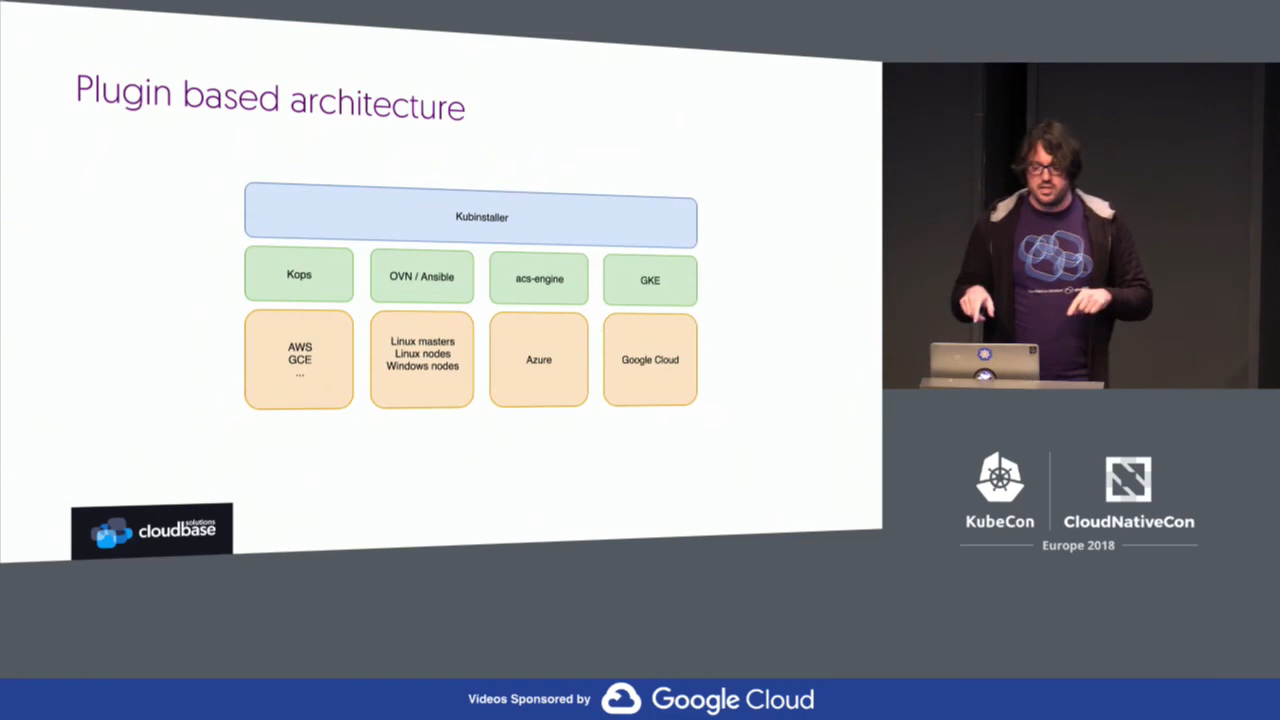 Plugin based architecture
Kubinstaller
Kops
OVN / Ansible
acs-engine
GKE
AWS
GCE
...
Linux masters
Linux nodes
Windows nodes
Azure
Google Cloud
cloudbase
solutions
KubeCon
CloudNativeCon
Europe 2018
Videos Sponsored by
Google Cloud